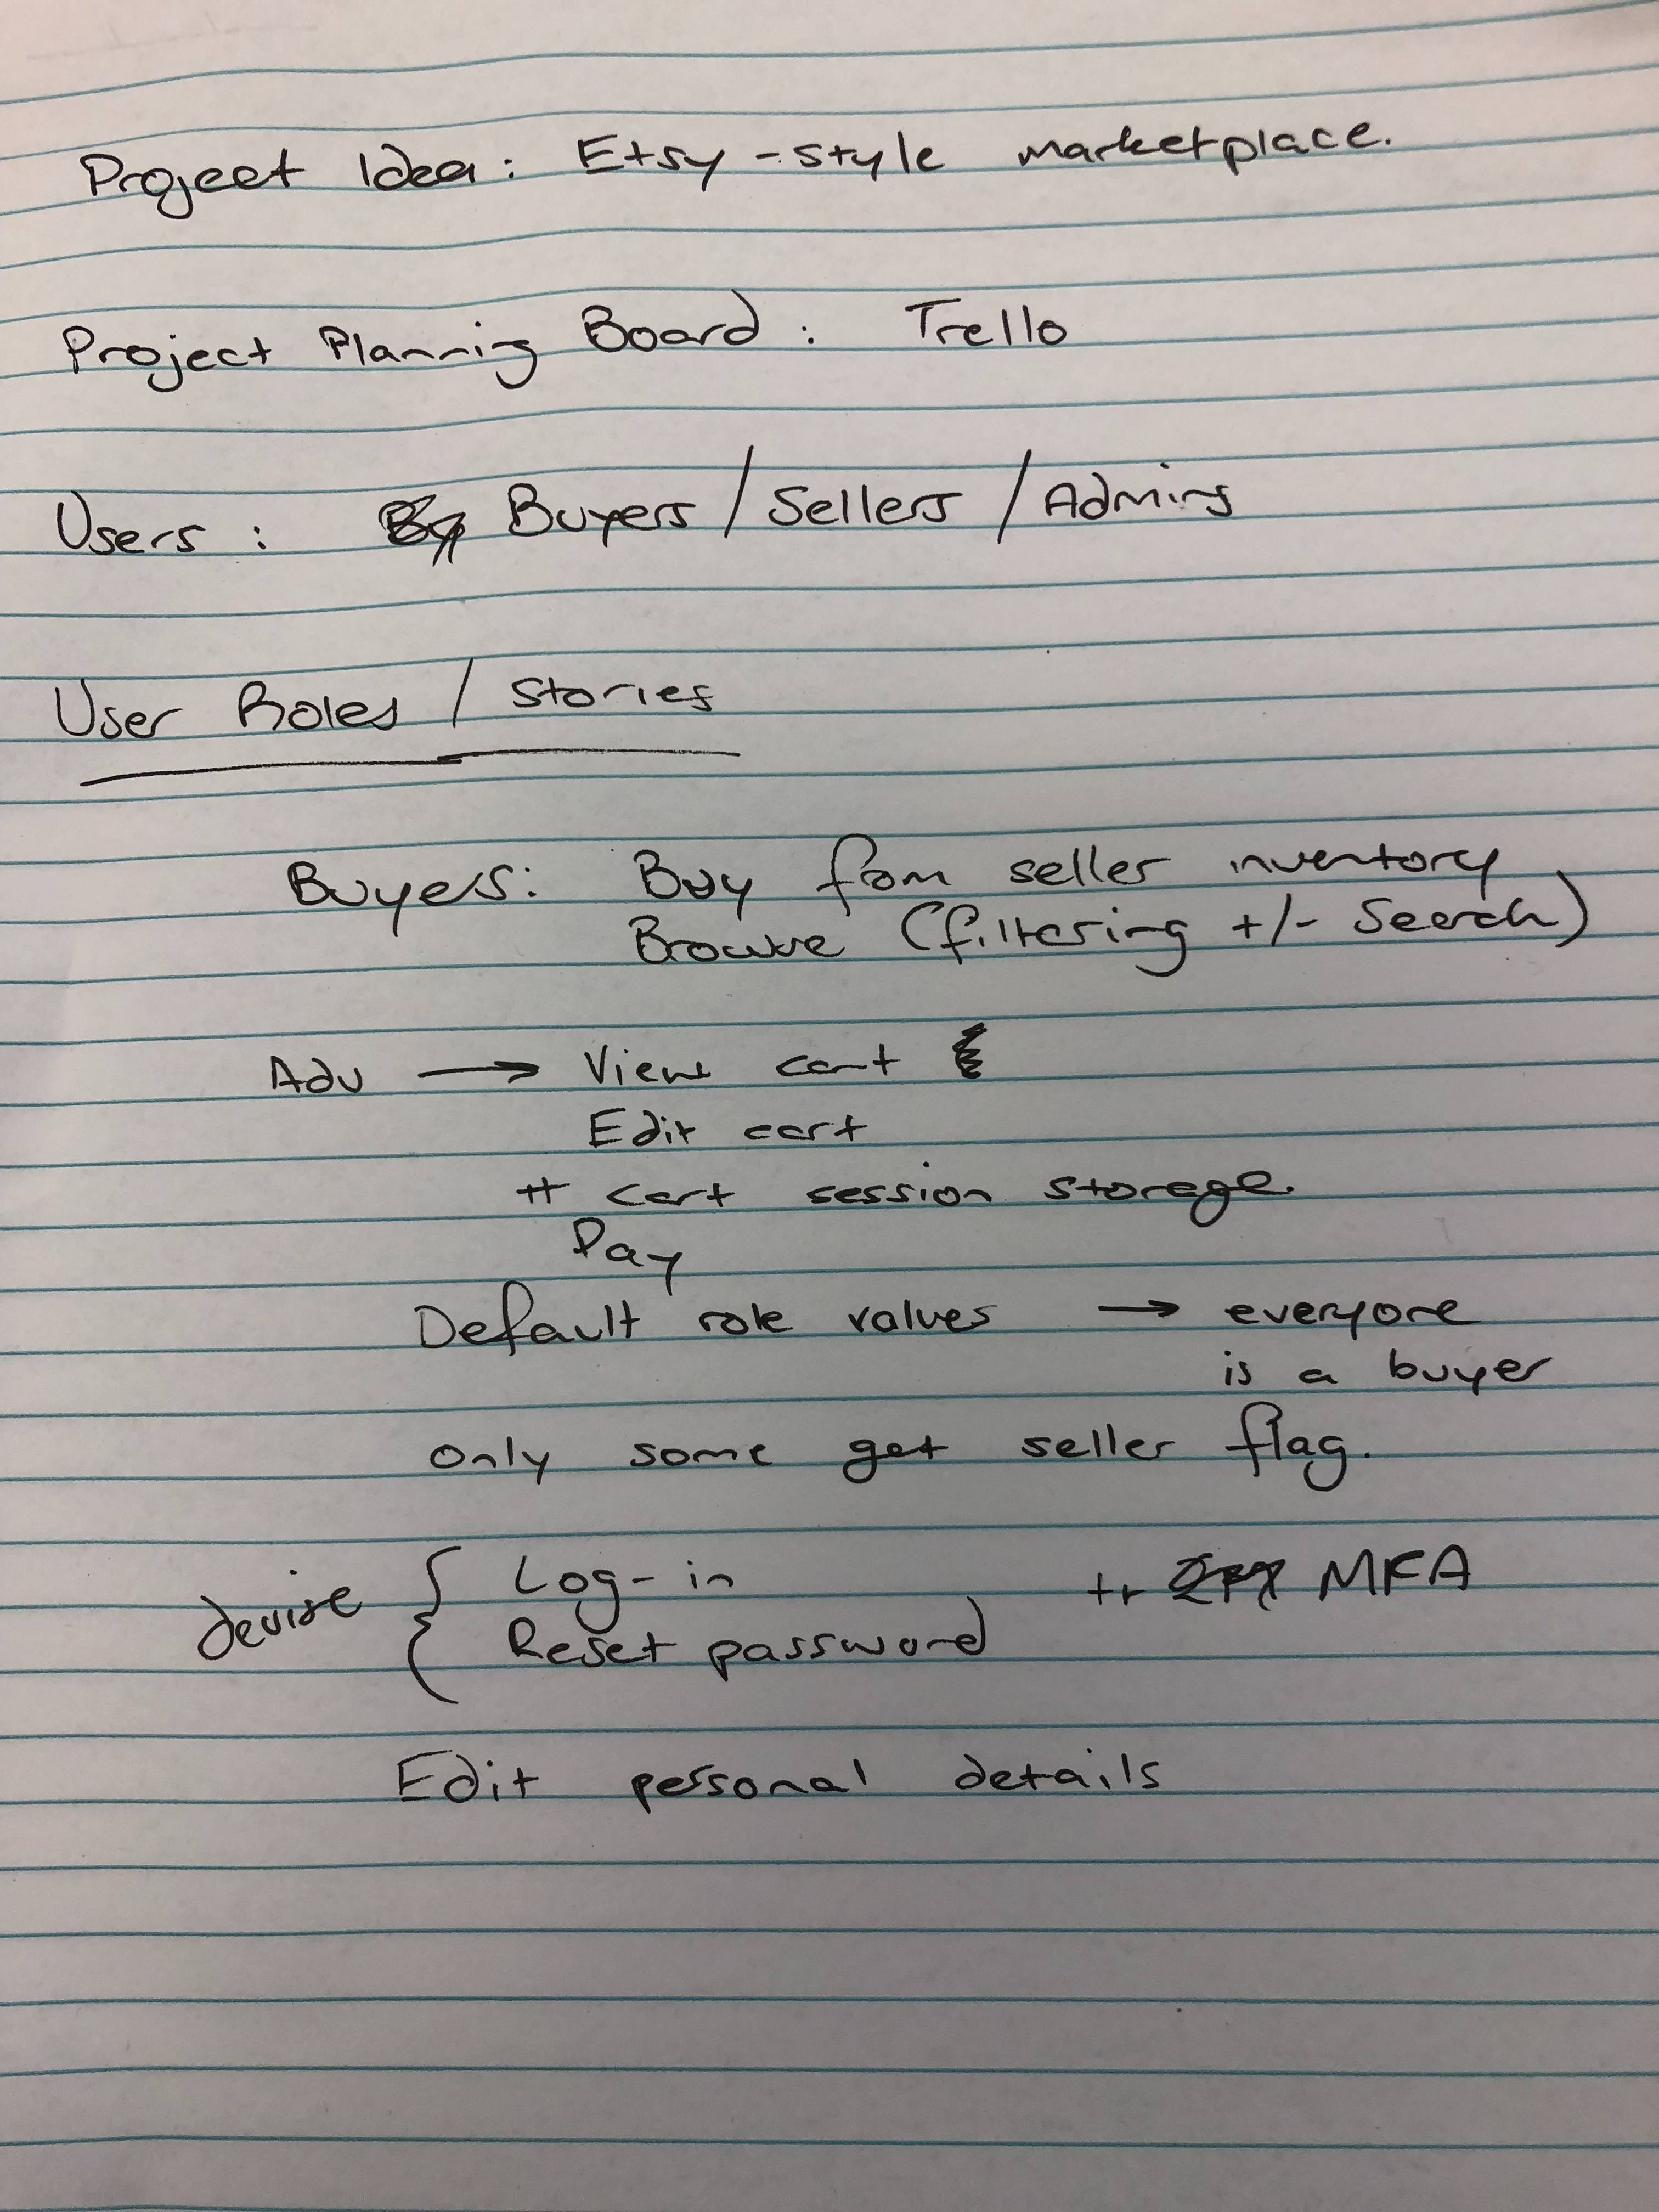 Project Idea: Etsy-style marketplace.
Project Planning Board: Trello
Users: Buyers / Sellers / Admins
User Roles / Stories
Buyers: Buy from seller inventory
Browse (filtering +/- Search)
Adv → View cart
Edit cart
# cart session storage.
Pay
Default role values → everyone
is a buyer
only some get seller flag.
devise { Log-in MFA
Reset password
Edit personal details